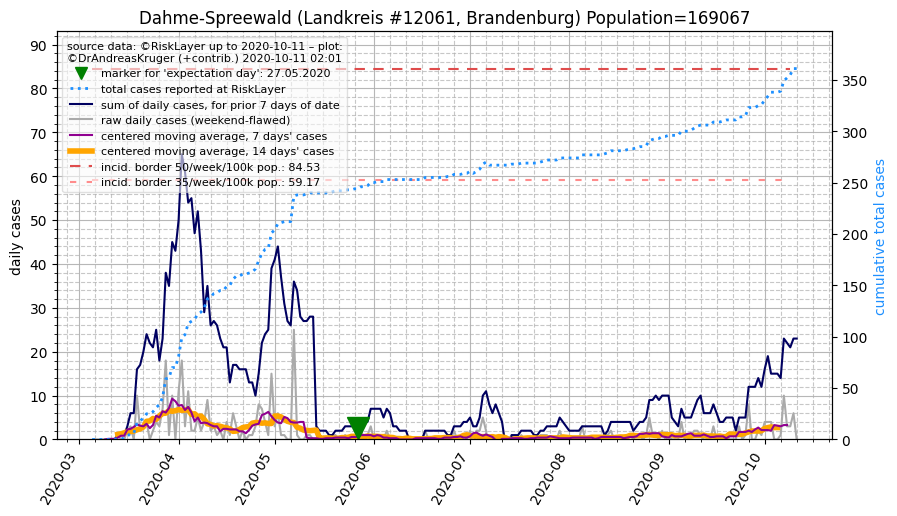 Dahme-Spreewald (Landkreis #12061, Brandenburg) Population=169067
source data: ©RiskLayer up to 2020-10-11 – plot:
©DrAndreasKruger (+contrib.) 2020-10-11 02:01
marker for 'expectation day': 27.05.2020
total cases reported at RiskLayer
sum of daily cases, for prior 7 days of date
raw daily cases (weekend-flawed)
centered moving average, 7 days' cases
centered moving average, 14 days' cases
incid. border 50/week/100k pop.: 84.53
incid. border 35/week/100k pop.: 59.17
daily cases
90
80
70
60
50
40
30
20
10
0
cumulative total cases
350
300
250
200
150
100
50
0
2020-03
2020-04
2020-05
2020-06
2020-07
2020-08
2020-09
2020-10